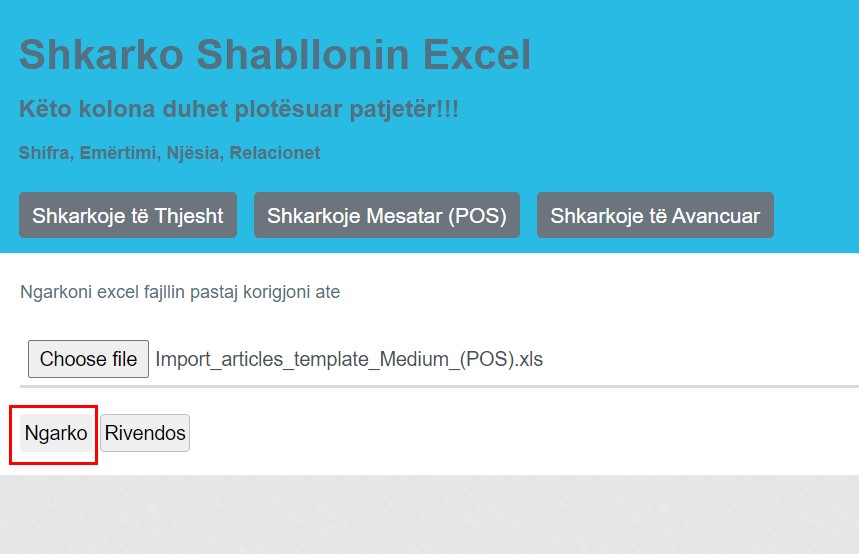 Shkarko Shabllonin Excel
Këto kolona duhet plotësuar patjetër!!!
Shifra, Emërtimi, Njësia, Relacionet
Shkarkoje të Thjesht Shkarkoje Mesatar (POS) Shkarkoje të Avancuar
Ngarkoni excel fajllin pastaj korigjoni ate
Choose file Import_articles_template_Medium_(POS).xls
Ngarko Rivendos